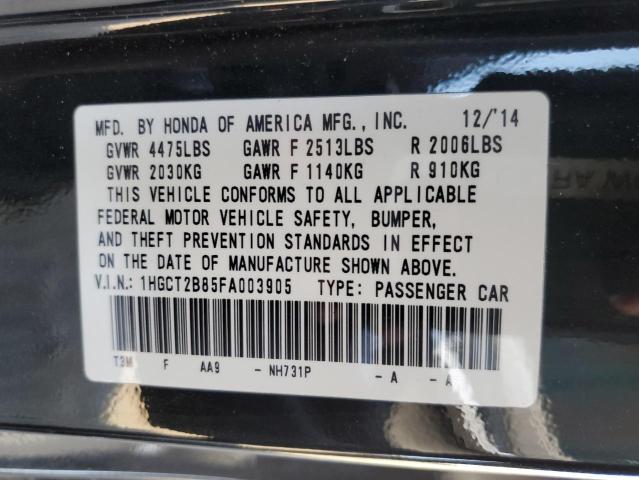 MFD. BY HONDA OF AMERICA MFG., INC. 12/'14
GVWR 4475LBS GAWR F 2513LBS R 2006LBS
GVWR 2030KG GAWR F 1140KG R 910KG
THIS VEHICLE CONFORMS TO ALL APPLICABLE
FEDERAL MOTOR VEHICLE SAFETY, BUMPER,
AND THEFT PREVENTION STANDARDS IN EFFECT
ON THE DATE OF MANUFACTURE SHOWN ABOVE.
V.I.N.: 1HGCT2B85FA003905 TYPE: PASSENGER CAR
T3M F AA9 - NH731P - A - A